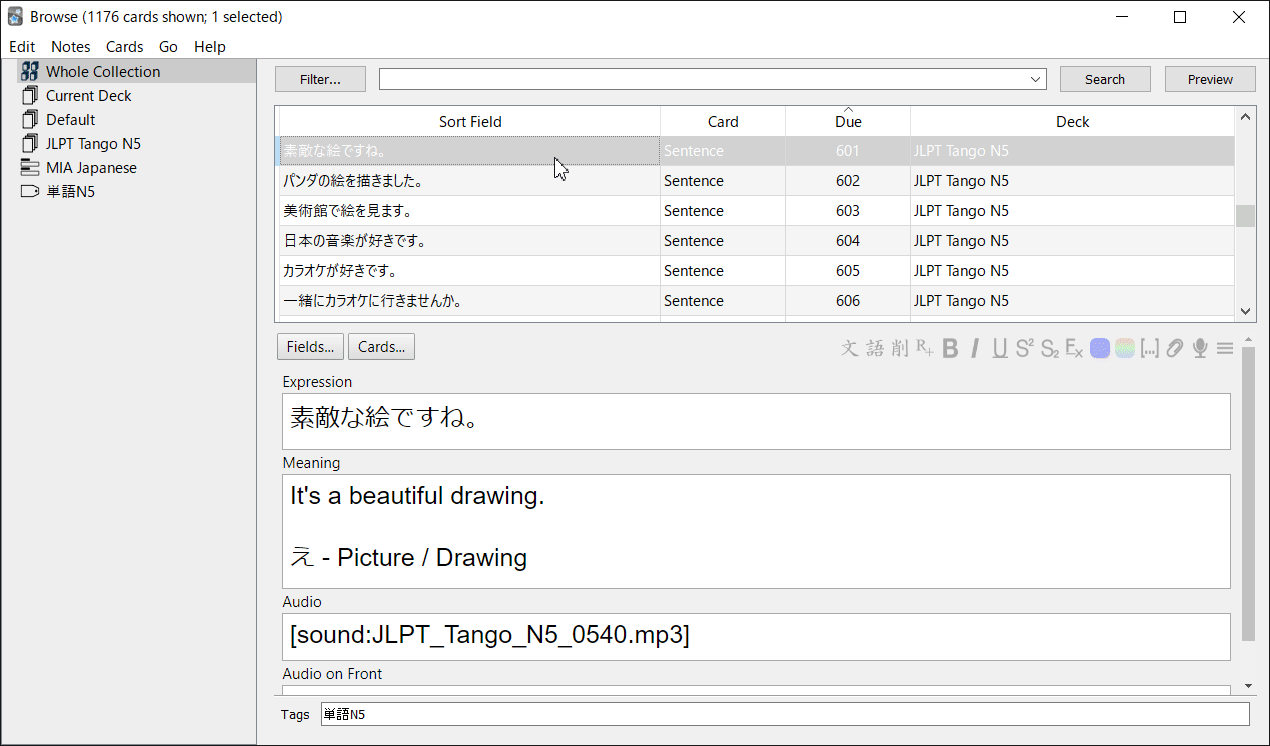 Browse (1176 cards shown; 1 selected)
Edit Notes Cards Go Help
Whole Collection
Current Deck
Default
JLPT Tango N5
MIA Japanese
単語N5
Filter... Search Preview
Sort Field Card Due Deck
素敵な絵ですね。 Sentence 601 JLPT Tango N5
パンダの絵を描きました。 Sentence 602 JLPT Tango N5
美術館で絵を見ます。 Sentence 603 JLPT Tango N5
日本の音楽が好きです。 Sentence 604 JLPT Tango N5
カラオケが好きです。 Sentence 605 JLPT Tango N5
一緒にカラオケに行きませんか。 Sentence 606 JLPT Tango N5
Fields... Cards... 文 語 削 R+ B I U S² S₂ Ex [...]
Expression
素敵な絵ですね。
Meaning
It's a beautiful drawing.
え - Picture / Drawing
Audio
[sound:JLPT_Tango_N5_0540.mp3]
Audio on Front
Tags 単語N5